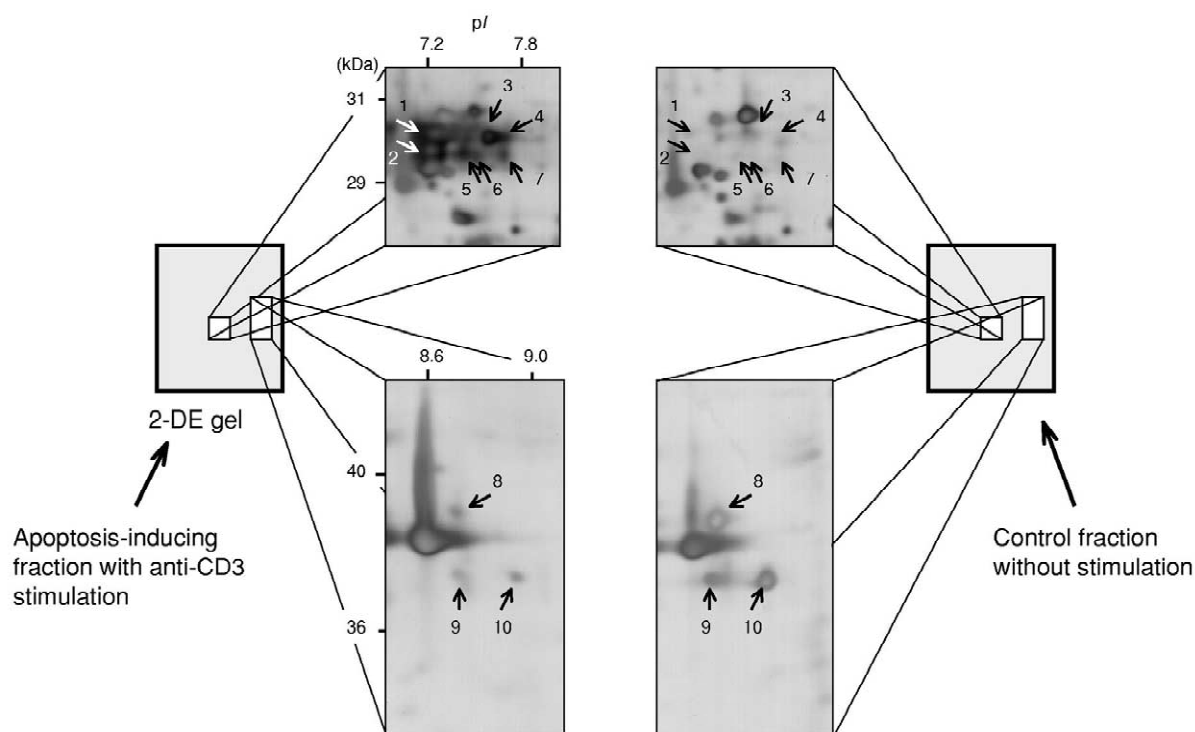 pI
7.2 7.8
(kDa)
31
29
1
2
3
4
5 6 7
1
2
3
4
5 6 7
8.6 9.0
40
36
8
9 10
8
9 10
2-DE gel
Apoptosis-inducing
fraction with anti-CD3
stimulation
Control fraction
without stimulation